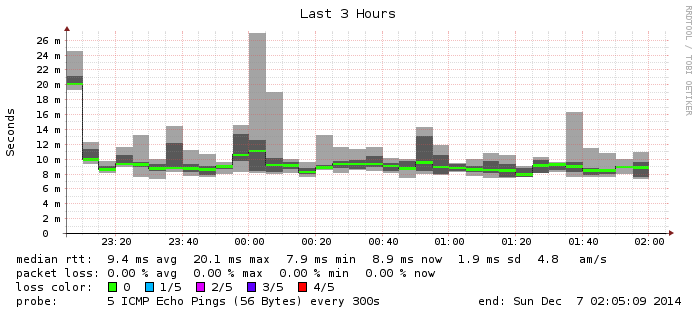 Last 3 Hours
RRDTOOL / TOBI OETIKER
Seconds
26 m
24 m
22 m
20 m
18 m
16 m
14 m
12 m
10 m
8 m
6 m
4 m
2 m
0
23:20 23:40 00:00 00:20 00:40 01:00 01:20 01:40 02:00
median rtt: 9.4 ms avg 20.1 ms max 7.9 ms min 8.9 ms now 1.9 ms sd 4.8 am/s
packet loss: 0.00 % avg 0.00 % max 0.00 % min 0.00 % now
loss color: 0 1/5 2/5 3/5 4/5
probe: 5 ICMP Echo Pings (56 Bytes) every 300s end: Sun Dec 7 02:05:09 2014